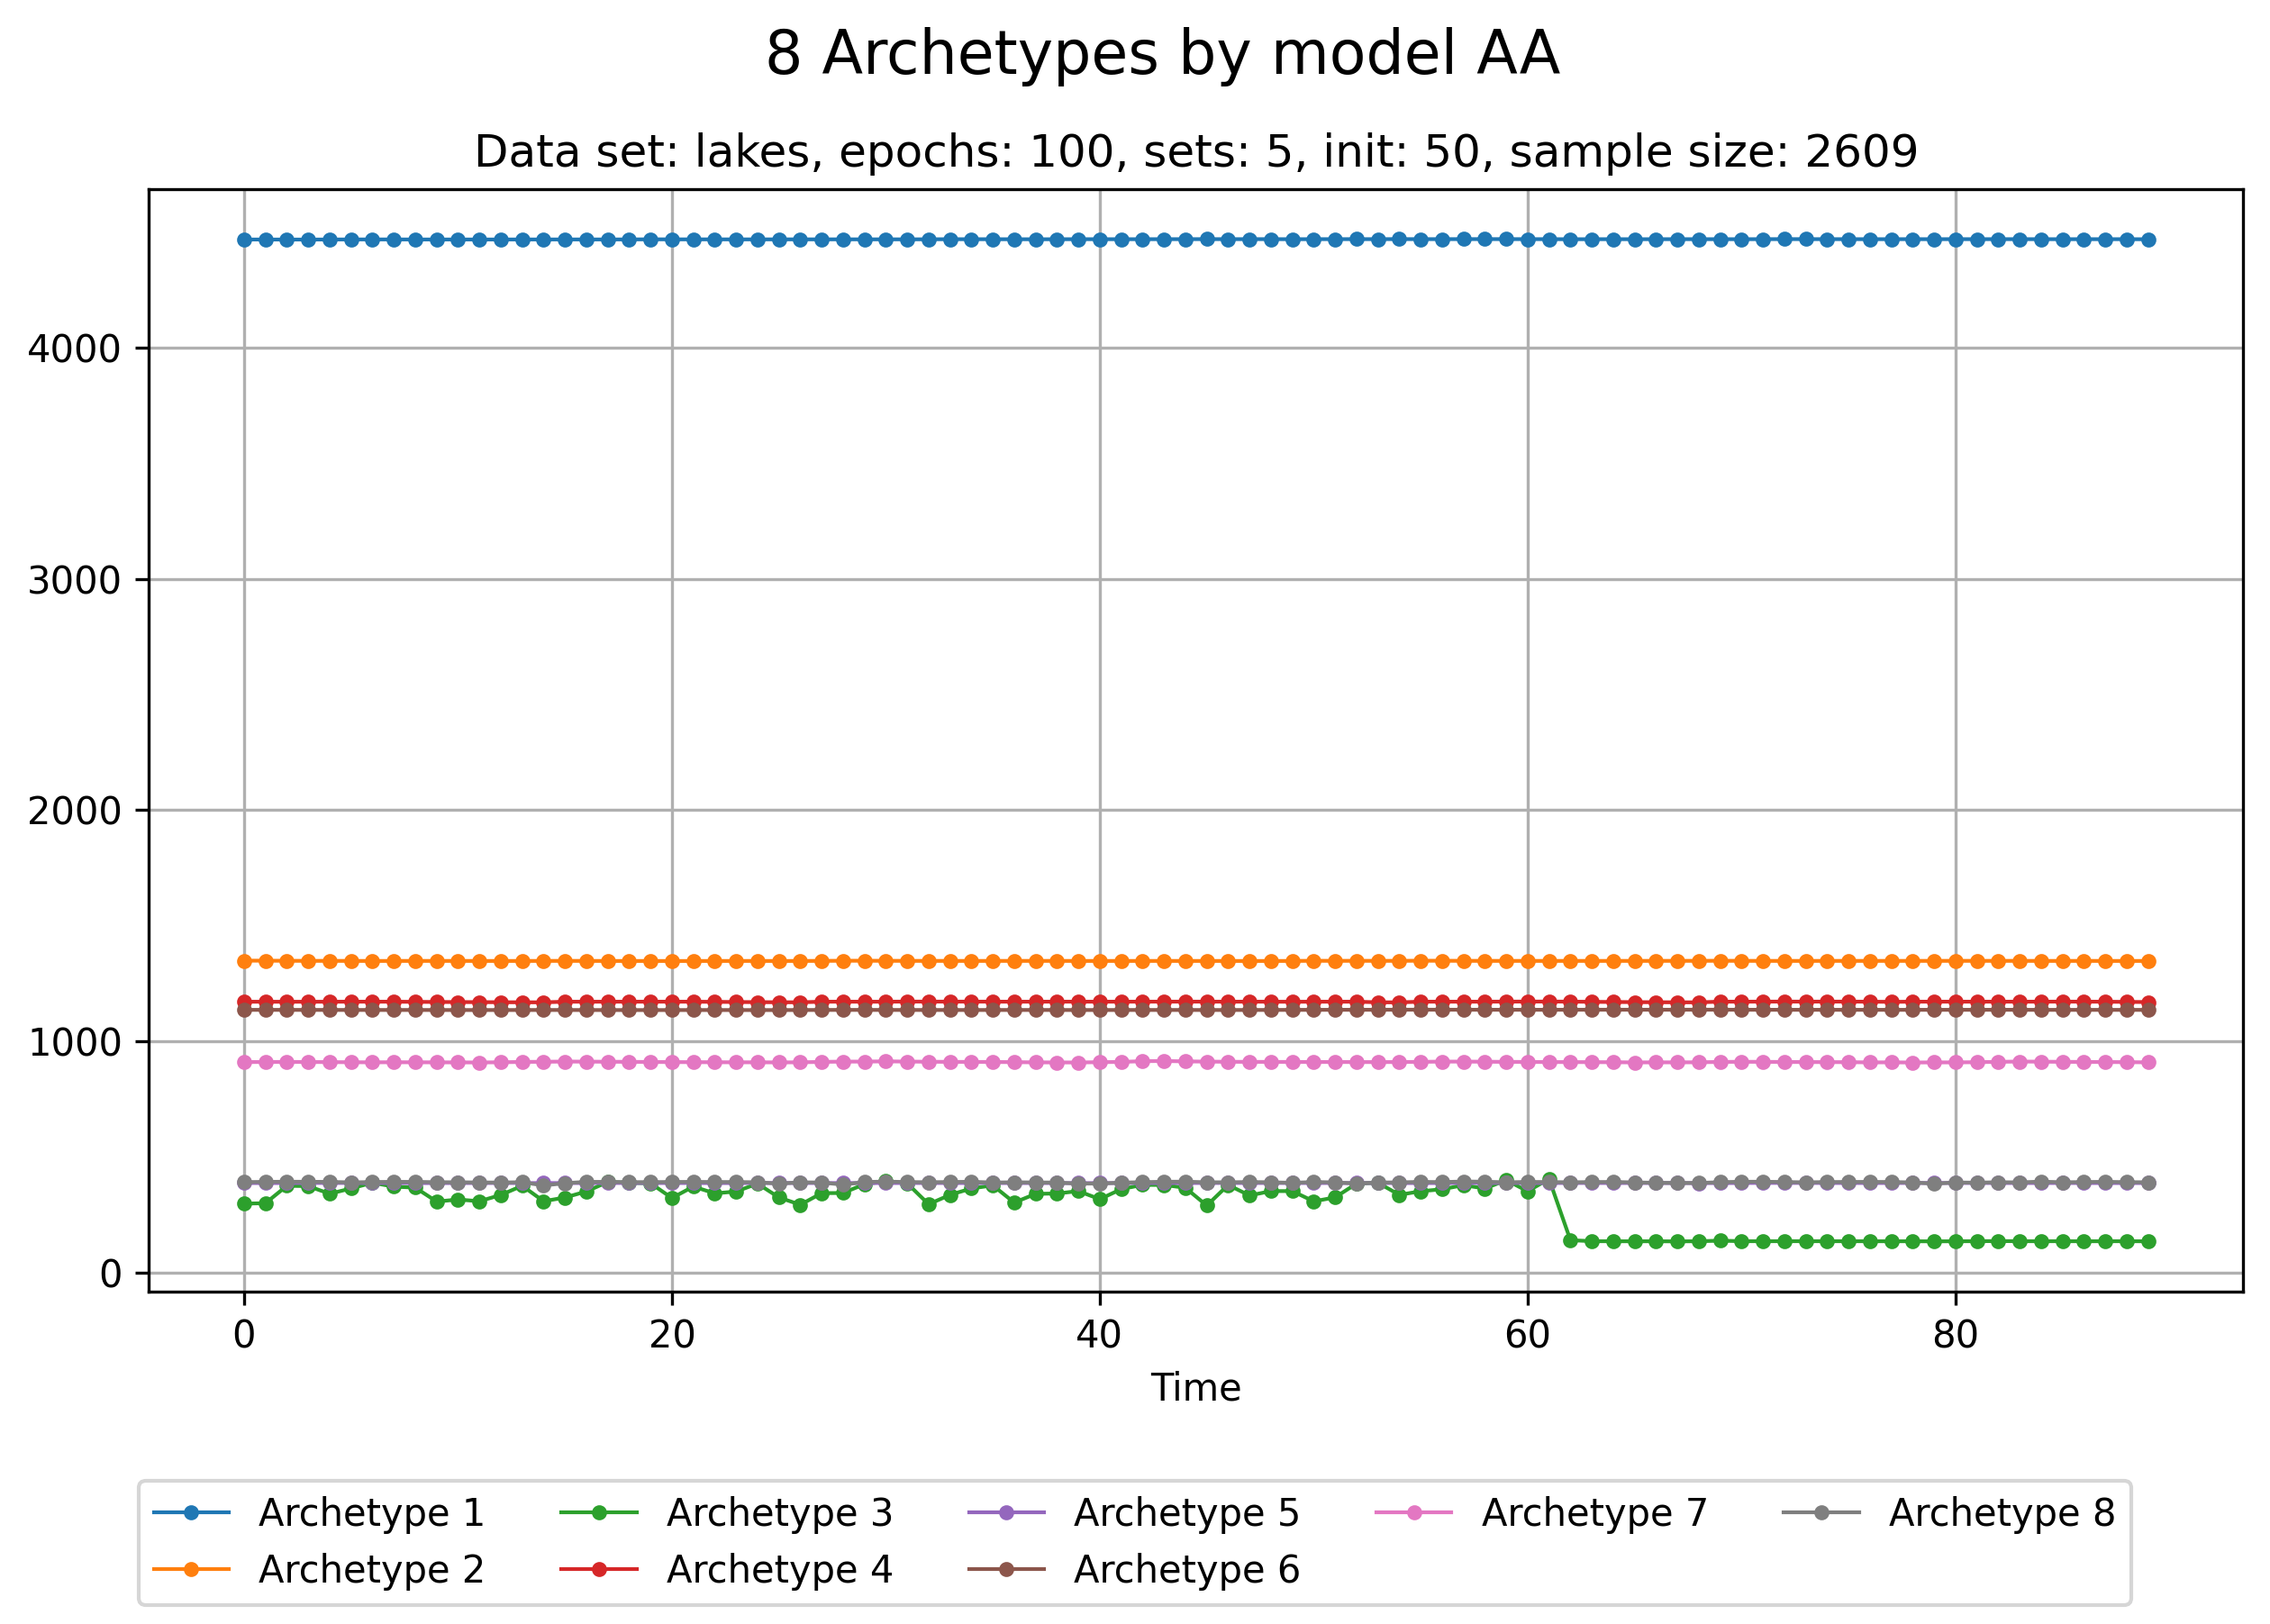 8 Archetypes by model AA
Data set: lakes, epochs: 100, sets: 5, init: 50, sample size: 2609
4000
3000
2000
1000
0
0 20 40 60 80
Time
Archetype 1 Archetype 3 Archetype 5 Archetype 7 Archetype 8
Archetype 2 Archetype 4 Archetype 6